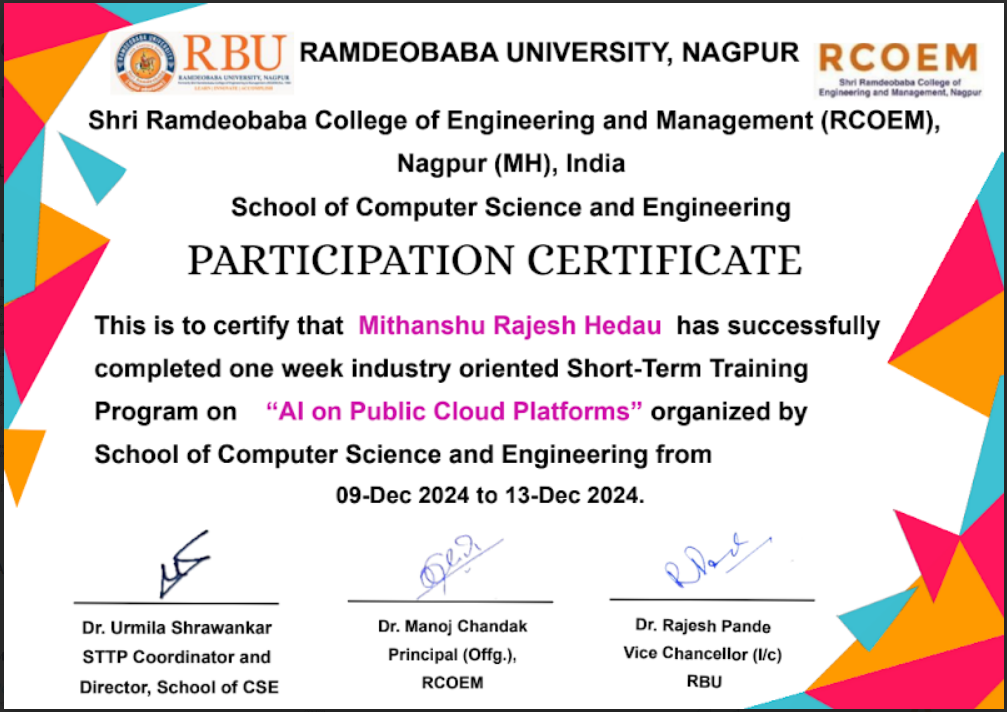 RBU
RAMDEOBABA UNIVERSITY, NAGPUR
RAMDEOBABA UNIVERSITY, NAGPUR
RCOEM
Shri Ramdeobaba College of
Engineering and Management, Nagpur
Shri Ramdeobaba College of Engineering and Management (RCOEM),
Nagpur (MH), India
School of Computer Science and Engineering
PARTICIPATION CERTIFICATE
This is to certify that Mithanshu Rajesh Hedau has successfully
completed one week industry oriented Short-Term Training
Program on “AI on Public Cloud Platforms” organized by
School of Computer Science and Engineering from
09-Dec 2024 to 13-Dec 2024.
Dr. Urmila Shrawankar
STTP Coordinator and
Director, School of CSE
Dr. Manoj Chandak
Principal (Offg.),
RCOEM
Dr. Rajesh Pande
Vice Chancellor (I/c)
RBU